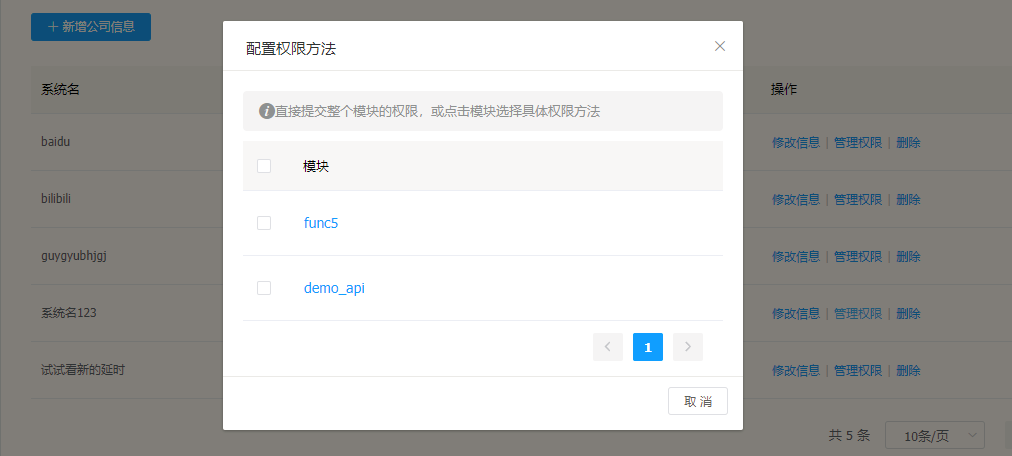 新增公司信息
配置权限方法
系统名
操作
直接提交整个模块的权限，或点击模块选择具体权限方法
baidu
修改信息 | 管理权限 | 删除
模块
bilibili
修改信息 | 管理权限 | 删除
func5
guygyubhjgj
修改信息 | 管理权限 | 删除
demo_api
系统名123
修改信息 | 管理权限 | 删除
1
试试看新的延时
修改信息 | 管理权限 | 删除
取 消
共 5 条
10条/页